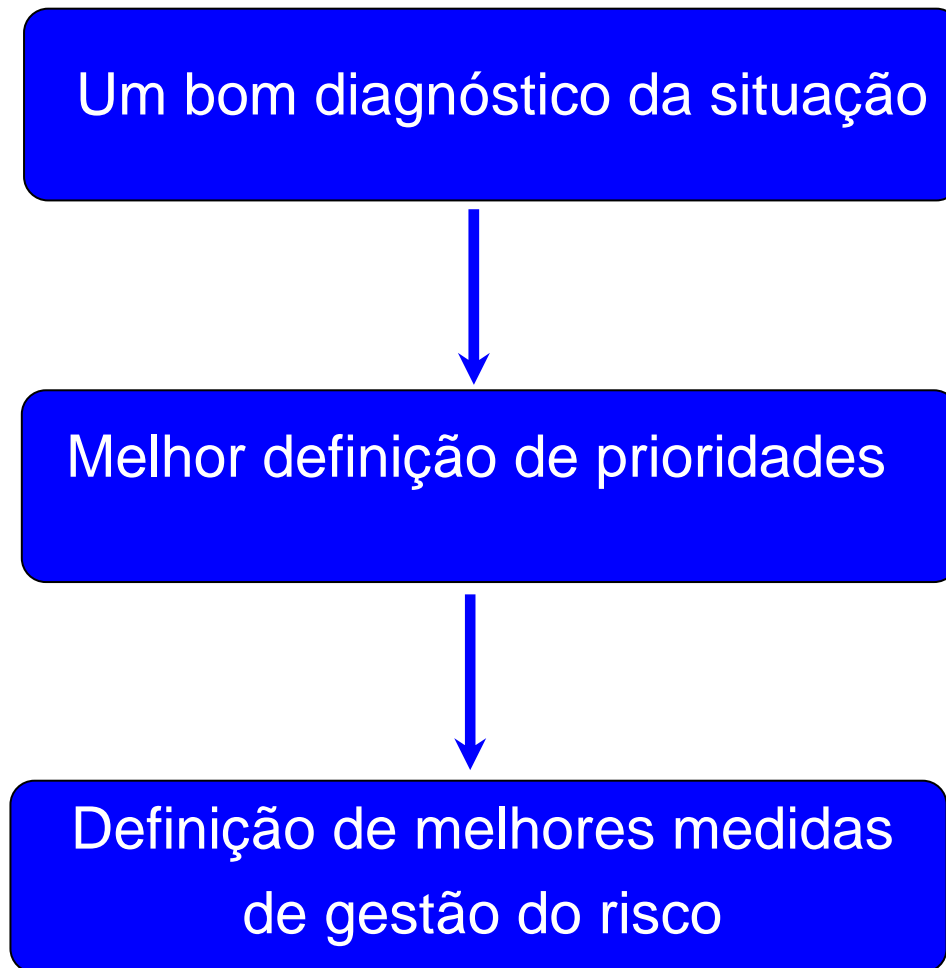 Um bom diagnóstico da situação
Melhor definição de prioridades
Definição de melhores medidas
de gestão do risco